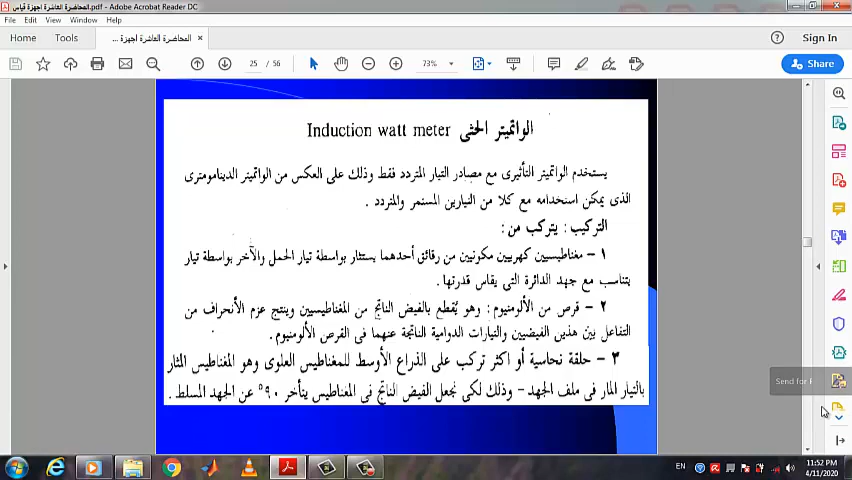 المحاضرة العاشرة اجهزة قياس.pdf - Adobe Acrobat Reader DC
File Edit View Window Help
Home Tools المحاضرة العاشرة اجهزة ... × Sign In
25 / 56 73% Share
الواتميتر الحثى Induction watt meter
يستخدم الواتميتر التأثيرى مع مصادر التيار المتردد فقط وذلك على العكس من الواتميتر الدينامومترى
الذى يمكن استخدامه مع كلا من التيارين المستمر والمتردد .
التركيب : يتركب من :
١ – مغناطيسيين كهربيين مكونيين من رقائق أحدهما يستثار بواسطة تيار الحمل والآخر بواسطة تيار
يتناسب مع جهد الدائرة التي يقاس قدرتها.
٢ – قرص من الألومنيوم : وهو يُقطع بالفيض الناتج من المغناطيسيين وينتج عزم الأنحراف من
التفاعل بين هذين الفيضيين والتيارات الدوامية الناتجة عنهما فى القرص الألومنيوم.
٣ – حلقة نحاسية أو اكثر تركب على الذراع الأوسط للمغناطيس العلوى وهو المغناطيس المثار
بالتيار المار فى ملف الجهد – وذلك لكى نجعل الفيض الناتج فى المغناطيس يتأخر ٩٠° عن الجهد المسلط .
Send for
EN 11:52 PM
4/11/2020